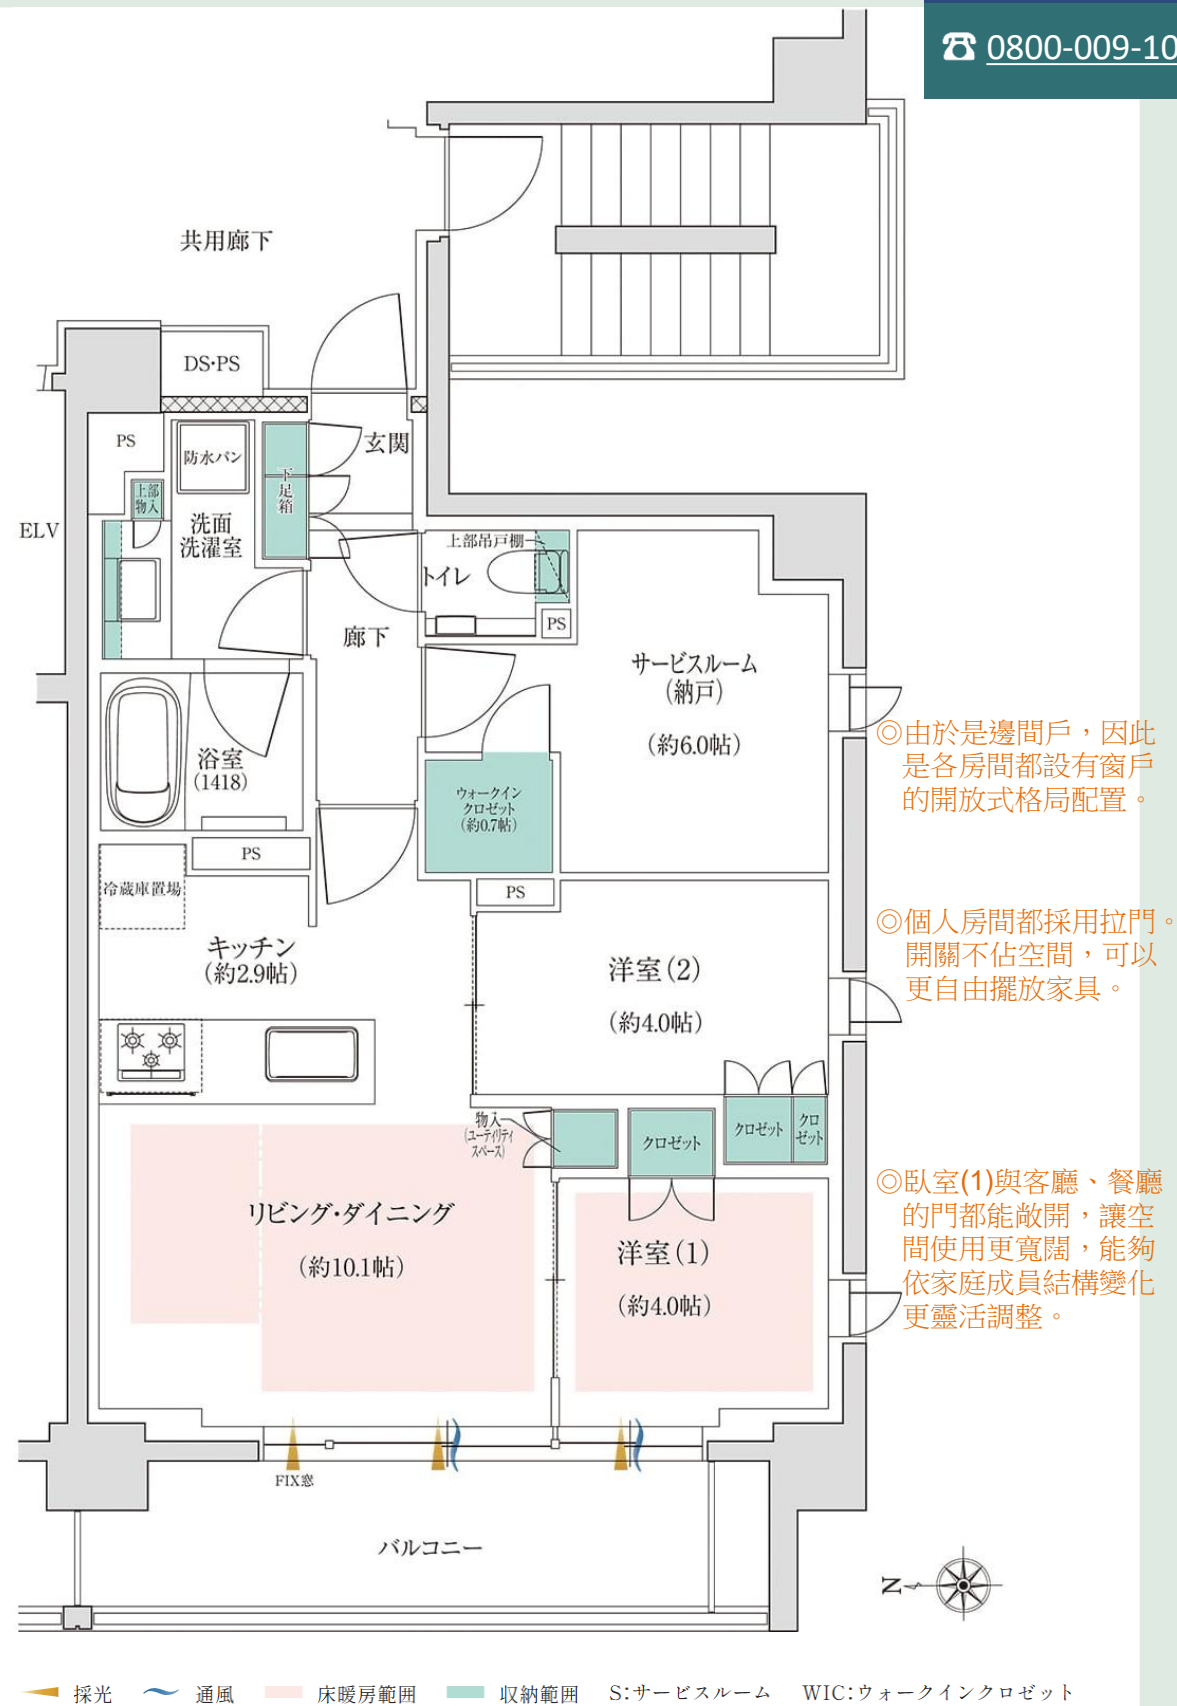 ☎ 0800-009-10
共用廊下
DS・PS
PS
防水パン
玄関
下足箱
上部
物入
ELV
洗面
洗濯室
上部吊戸棚
トイレ
PS
廊下
サービスルーム
(納戸)
(約6.0帖)
浴室
(1418)
ウォークイン
クロゼット
(約0.7帖)
◎由於是邊間戶，因此
是各房間都設有窗戶
的開放式格局配置。
PS
PS
冷蔵庫置場
キッチン
(約2.9帖)
洋室(2)
(約4.0帖)
◎個人房間都採用拉門。
開關不佔空間，可以
更自由擺放家具。
物入
(ユーティリティ
スペース)
クロゼット
クロゼット
クロ
ゼット
リビング・ダイニング
(約10.1帖)
洋室(1)
(約4.0帖)
◎臥室(1)與客廳、餐廳
的門都能敞開，讓空
間使用更寬闊，能夠
依家庭成員結構變化
更靈活調整。
FIX窓
バルコニー
N
採光 通風 床暖房範囲 収納範囲 S:サービスルーム WIC:ウォークインクロゼット